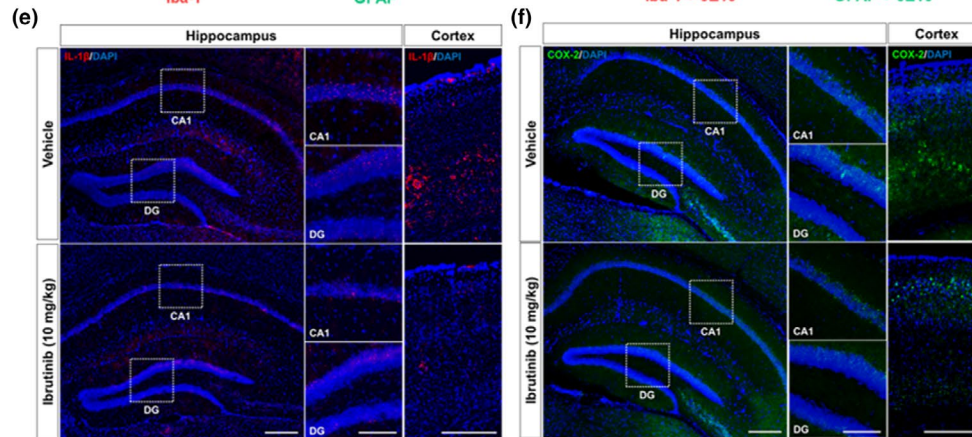 (e)
Hippocampus
Cortex
IL-1β/DAPI
IL-1β/DAPI
Vehicle
CA1
CA1
DG
DG
Ibrutinib (10 mg/kg)
CA1
CA1
DG
DG
(f)
Hippocampus
Cortex
COX-2/DAPI
COX-2/DAPI
Vehicle
CA1
CA1
DG
DG
Ibrutinib (10 mg/kg)
CA1
CA1
DG
DG